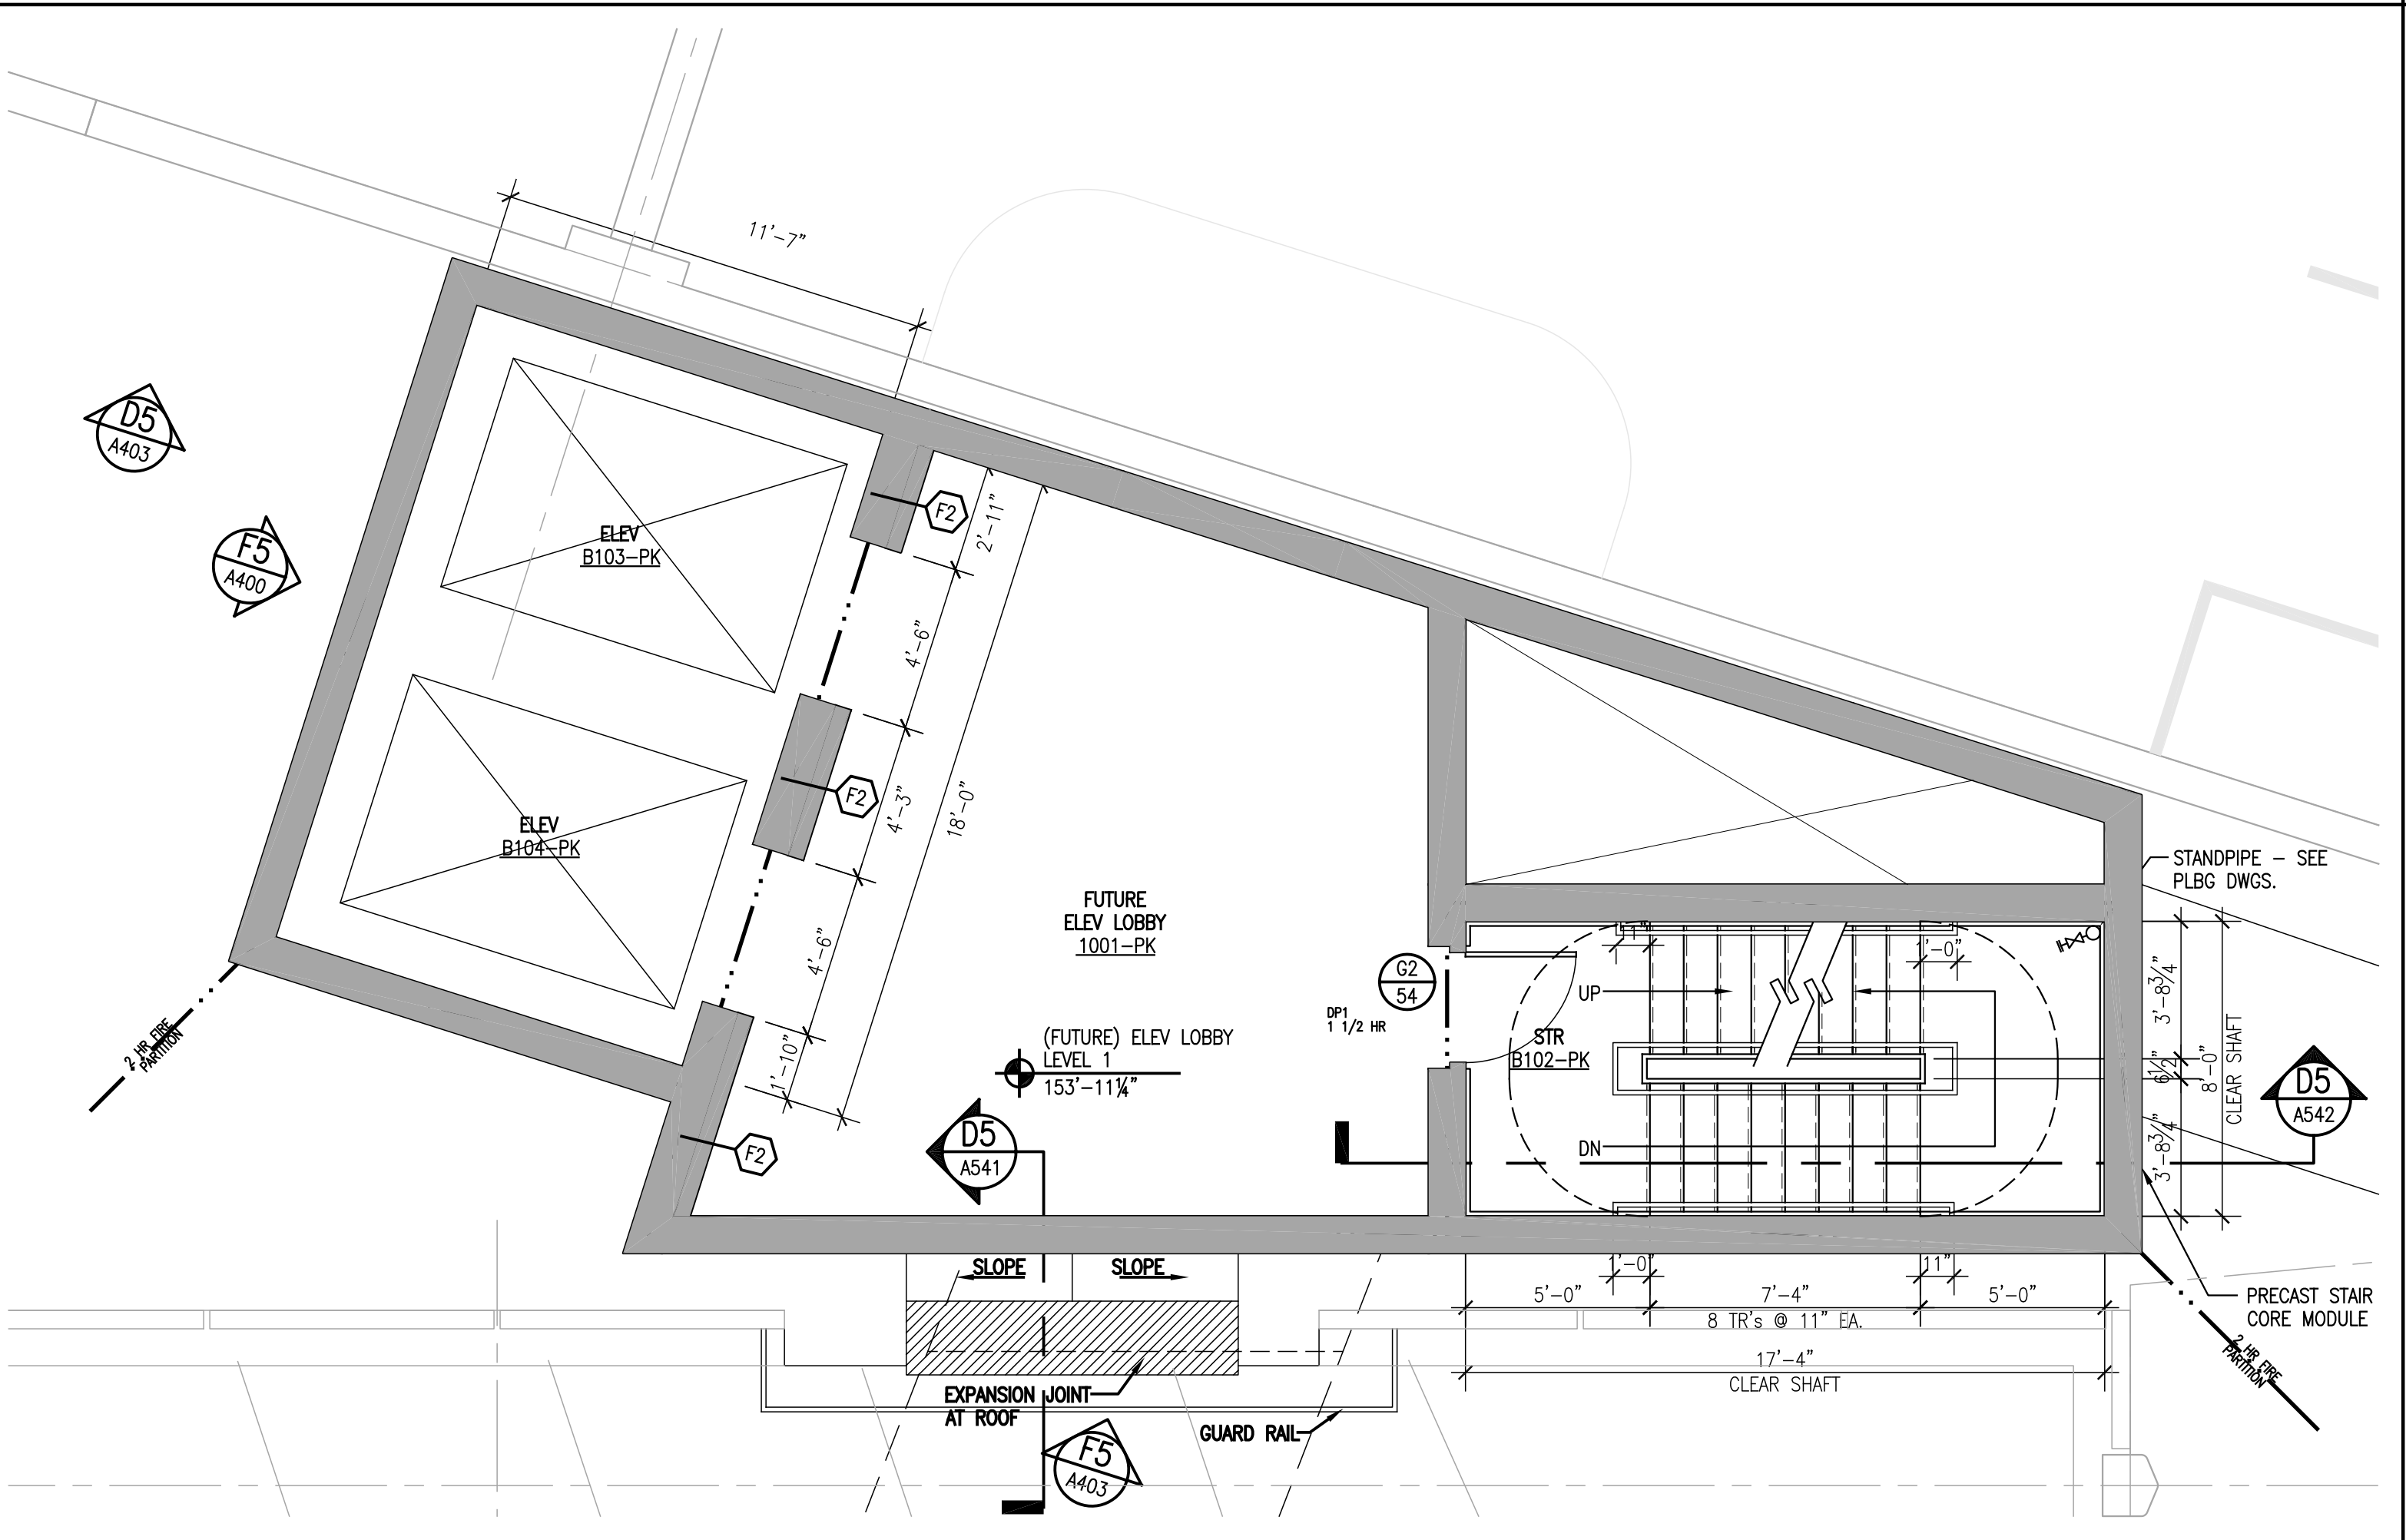 11'-7"
D5
A403
F5
A400
ELEV
B103-PK
F2
2'-11"
4'-6"
F2
4'-3"
18'-0"
ELEV
B104-PK
4'-6"
1'-10"
F2
2 HR FIRE
PARTITION
FUTURE
ELEV LOBBY
1001-PK
(FUTURE) ELEV LOBBY
LEVEL 1
153'-11¼"
D5
A541
G2
54
DP1
1 1/2 HR
UP
STR
B102-PK
DN
11"
1'-0"
STANDPIPE - SEE
PLBG DWGS.
3'-8¾"
6½"
3'-8¾"
8'-0"
CLEAR SHAFT
D5
A542
SLOPE
SLOPE
1'-0"
11"
5'-0"
7'-4"
5'-0"
8 TR's @ 11" EA.
17'-4"
CLEAR SHAFT
PRECAST STAIR
CORE MODULE
2 HR FIRE
PARTITION
EXPANSION JOINT
AT ROOF
GUARD RAIL
F5
A403